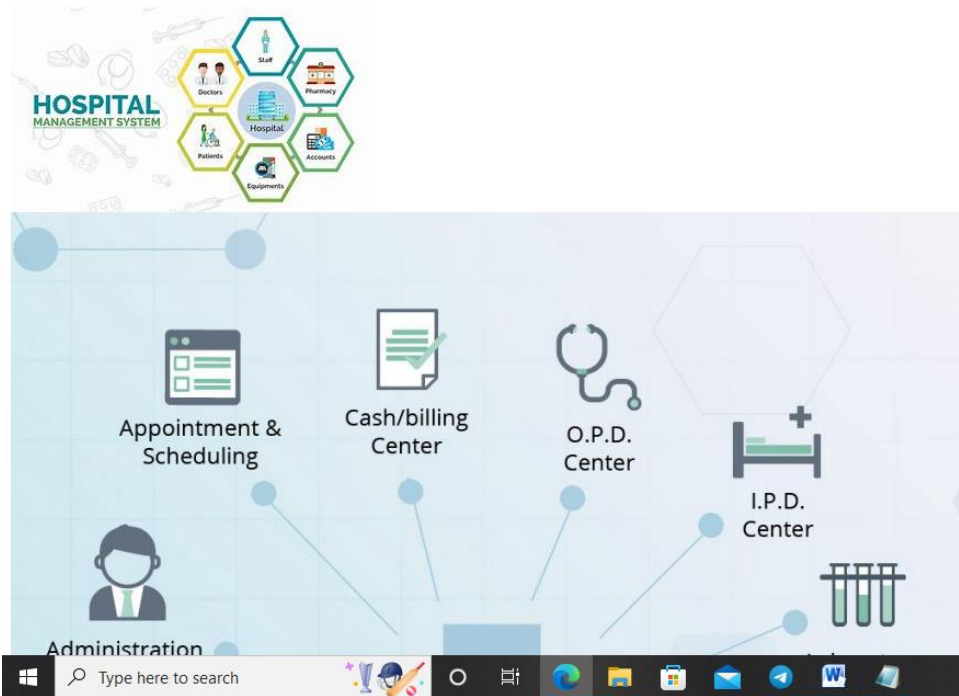 HOSPITAL
MANAGEMENT SYSTEM
Staff
Doctors
Pharmacy
Hospital
Patients
Accounts
Equipments
Appointment &
Scheduling
Cash/billing
Center
O.P.D.
Center
I.P.D.
Center
Administration
Type here to search
W